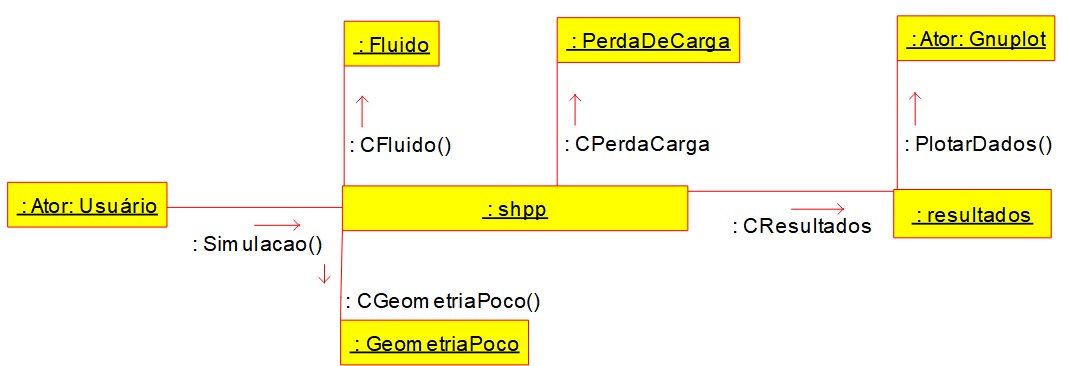 : Fluido
: PerdaDeCarga
:Ator: Gnuplot
: CFluido()
: CPerdaCarga
: PlotarDados()
:Ator: Usuário
: shpp
: resultados
: Simulacao()
: CResultados
: CGeometriaPoco()
: GeometriaPoco